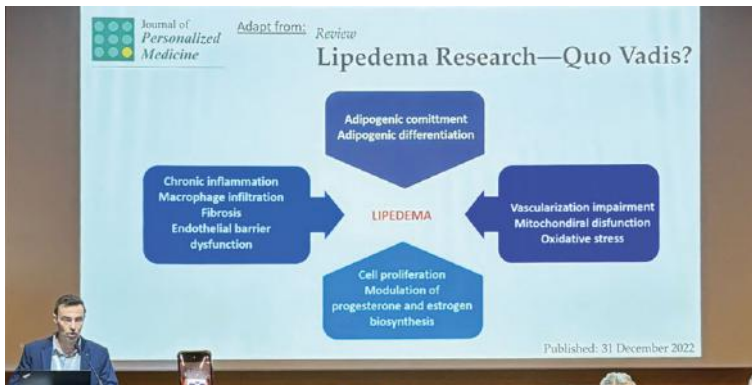 Journal of
Personalized
Medicine
Adapt from:
Review
Lipedema Research—Quo Vadis?
Adipogenic comittment
Adipogenic differentiation
Chronic inflammation
Macrophage infiltration
Fibrosis
Endothelial barrier
dysfunction
LIPEDEMA
Vascularization impairment
Mitochondiral disfunction
Oxidative stress
Cell proliferation
Modulation of
progesterone and estrogen
biosynthesis
Published: 31 December 2022